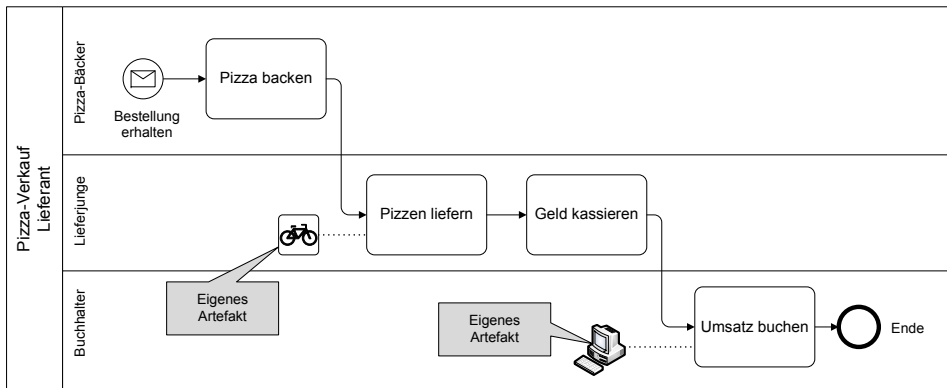 Pizza-Verkauf
Lieferant
Pizza-Bäcker
Bestellung
erhalten
Pizza backen
Lieferjunge
Pizzen liefern
Geld kassieren
Eigenes
Artefakt
Buchhalter
Eigenes
Artefakt
Umsatz buchen
Ende